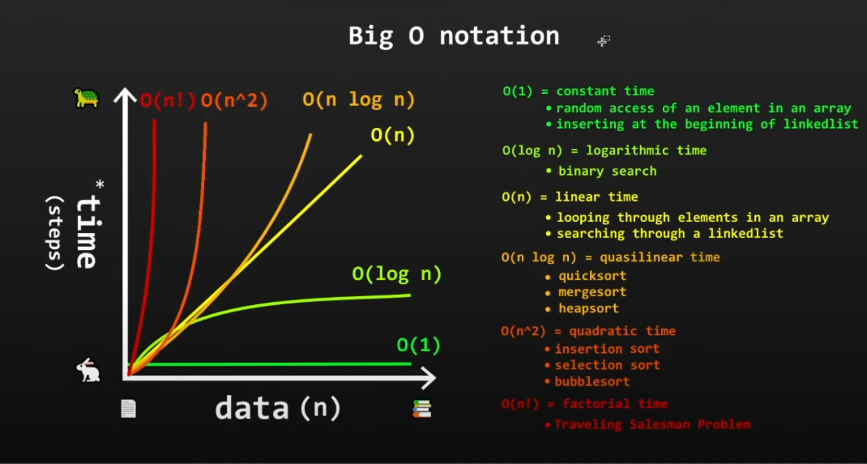 Big O notation
O(n!) O(n^2) O(n log n)
O(n)
O(log n)
O(1)
*time
(steps)
data (n)
O(1) = constant time
• random access of an element in an array
• inserting at the beginning of linkedlist
O(log n) = logarithmic time
• binary search
O(n) = linear time
• looping through elements in an array
• searching through a linkedlist
O(n log n) = quasilinear time
• quicksort
• mergesort
• heapsort
O(n^2) = quadratic time
• insertion sort
• selection sort
• bubblesort
O(n!) = factorial time
• Traveling Salesman Problem